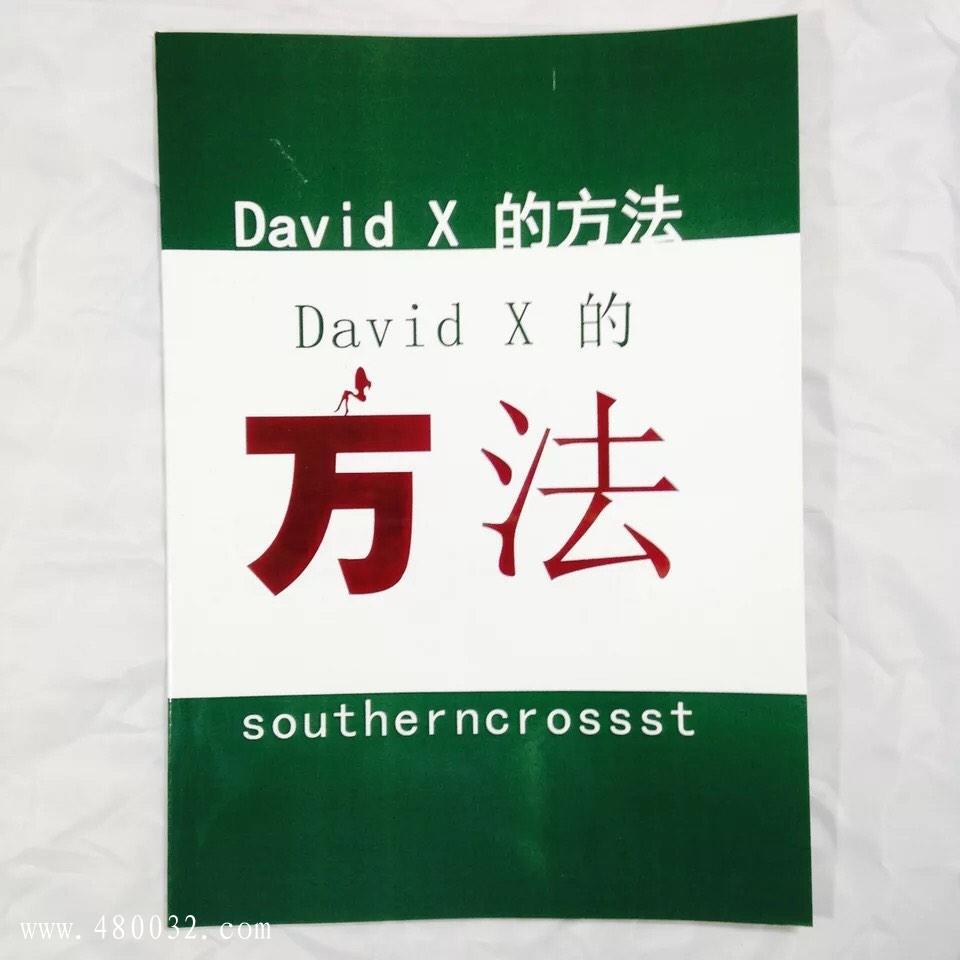 David X 的方法
David X 的
方法
southerncrossst
www.480032.com